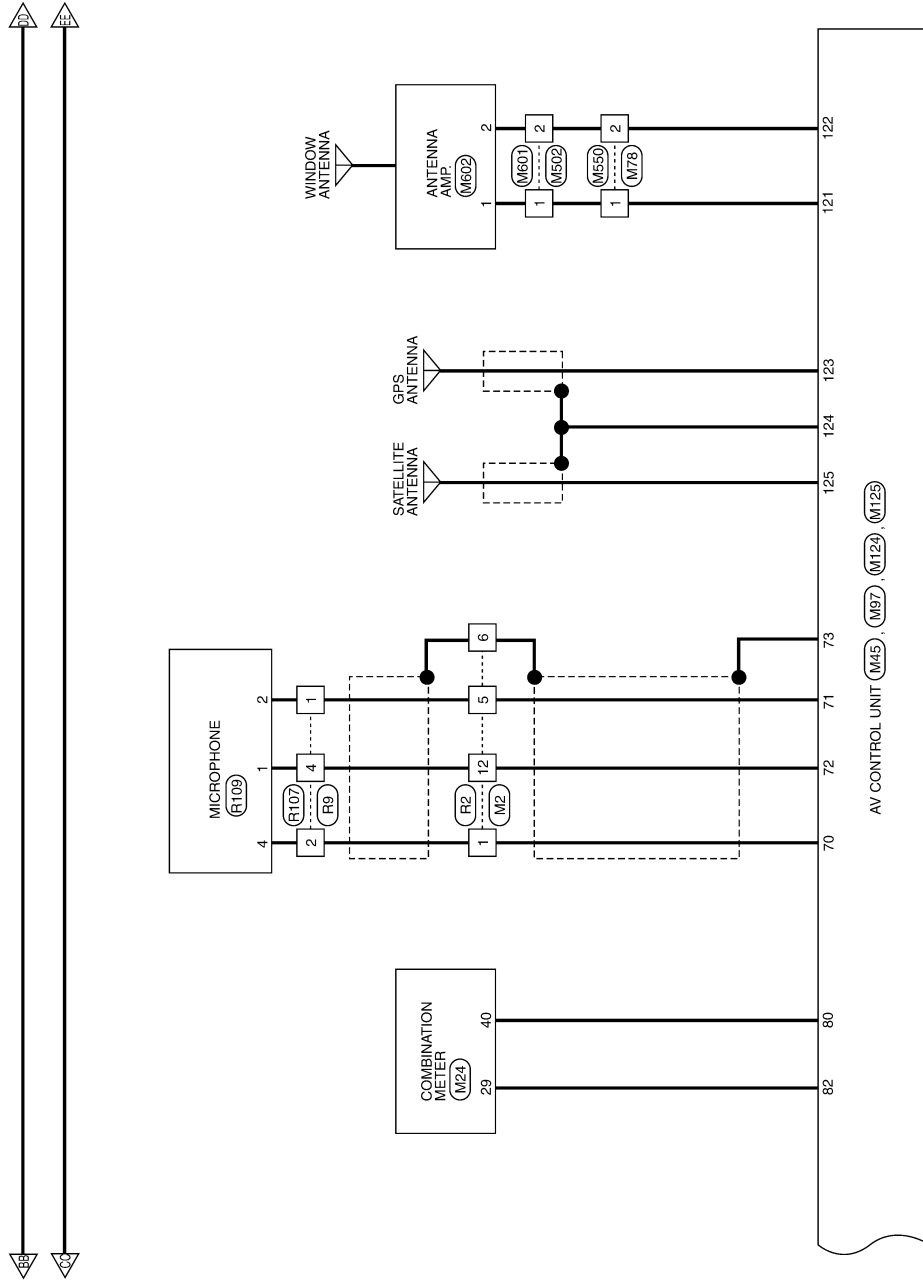 BB
DD
CC
EE
COMBINATION
METER
M24
29
40
82
80
MICROPHONE
R109
4
1
2
2
4
1
R107
R9
1
12
5
6
R2
M2
70
72
71
73
SATELLITE
ANTENNA
GPS
ANTENNA
125
124
123
WINDOW
ANTENNA
ANTENNA
AMP.
M602
1
2
1
2
M601
M502
1
2
M550
M78
121
122
AV CONTROL UNIT M45 , M97 , M124 , M125